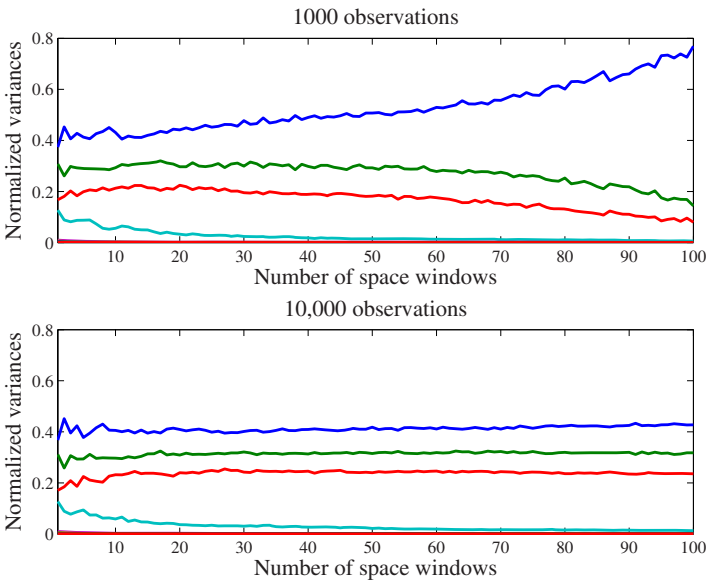 1000 observations
Normalized variances
0.8
0.6
0.4
0.2
0
10 20 30 40 50 60 70 80 90 100
Number of space windows
10,000 observations
Normalized variances
0.8
0.6
0.4
0.2
0
10 20 30 40 50 60 70 80 90 100
Number of space windows